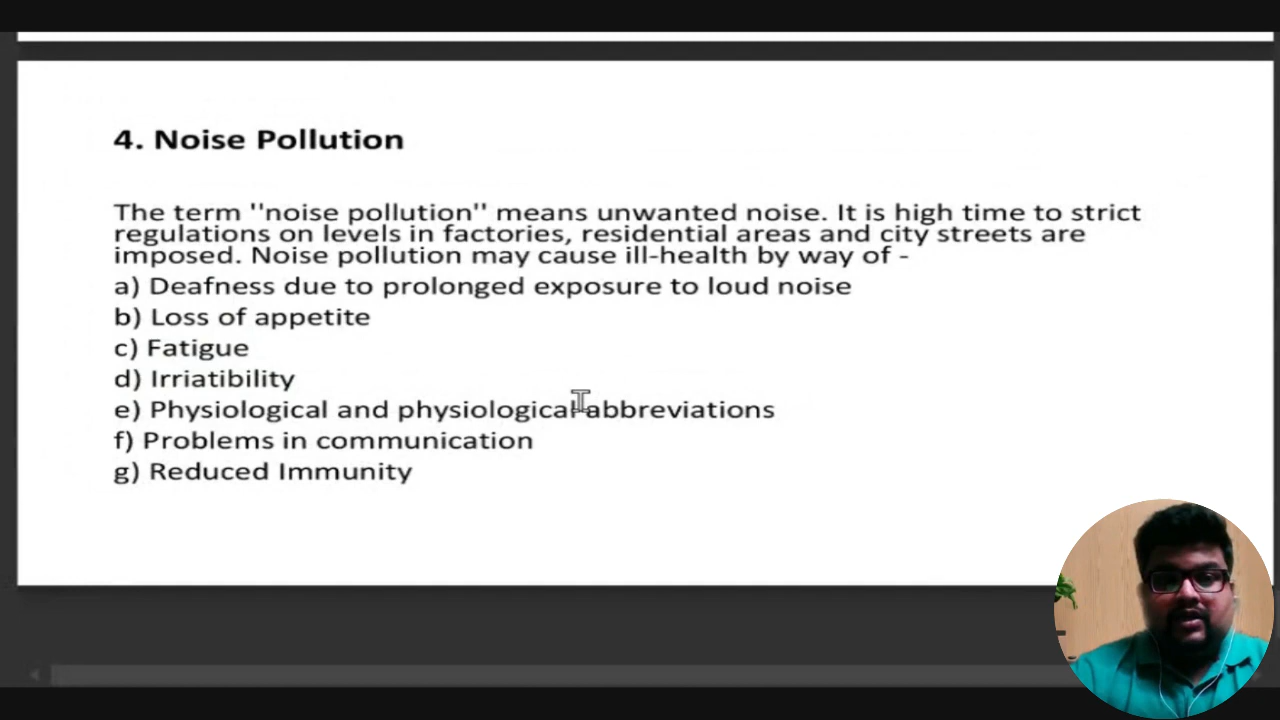 4. Noise Pollution
The term ''noise pollution'' means unwanted noise. It is high time to strict
regulations on levels in factories, residential areas and city streets are
imposed. Noise pollution may cause ill-health by way of -
a) Deafness due to prolonged exposure to loud noise
b) Loss of appetite
c) Fatigue
d) Irriatibility
e) Physiological and physiological abbreviations
f) Problems in communication
g) Reduced Immunity